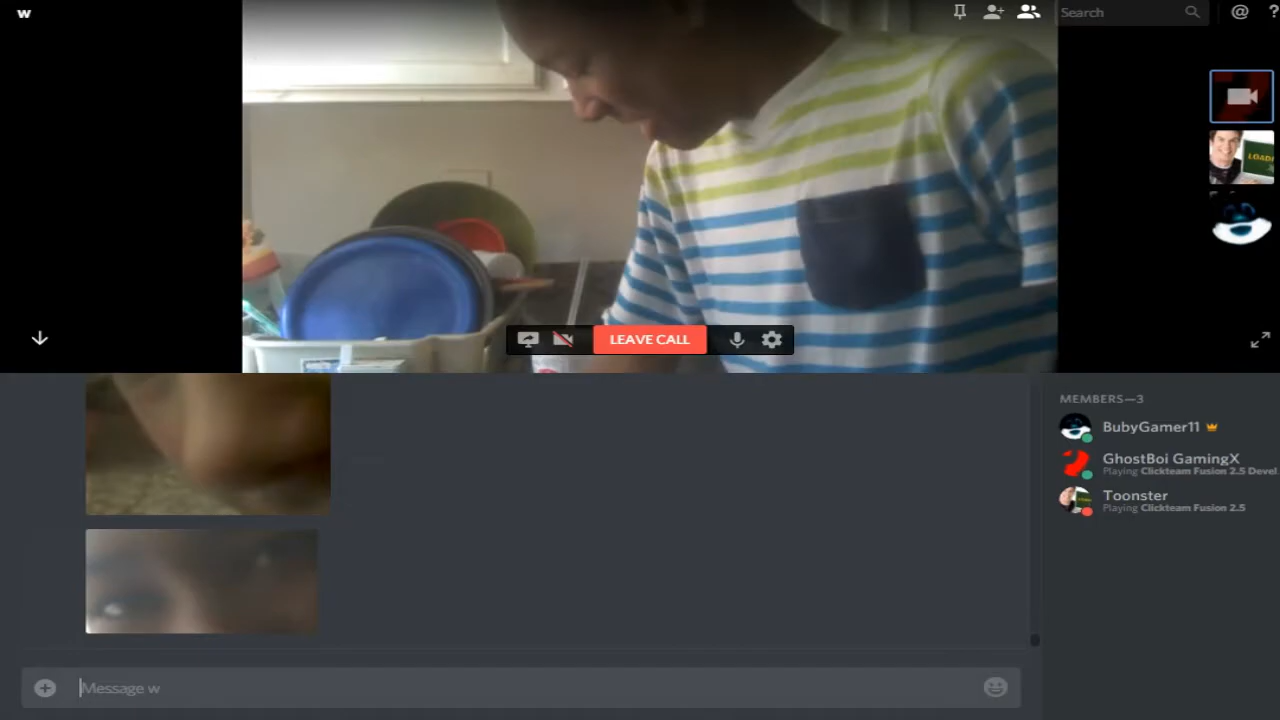 w
Search
@ ?
LOADI
LEAVE CALL
MEMBERS—3
BubyGamer11
GhostBoi GamingX
Playing Clickteam Fusion 2.5 Devel
Toonster
Playing Clickteam Fusion 2.5
Message w